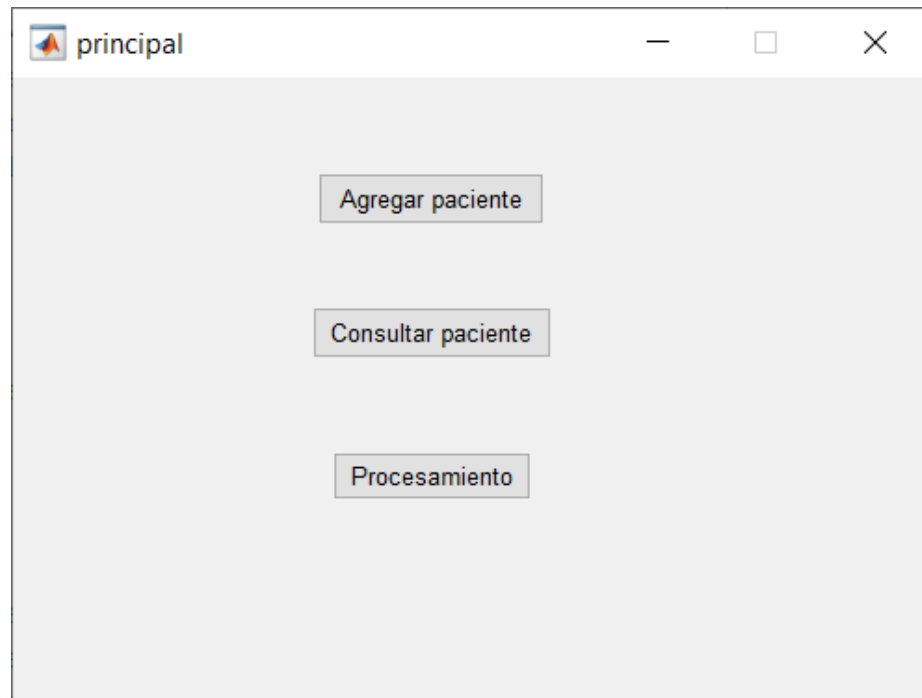 principal
Agregar paciente
Consultar paciente
Procesamiento